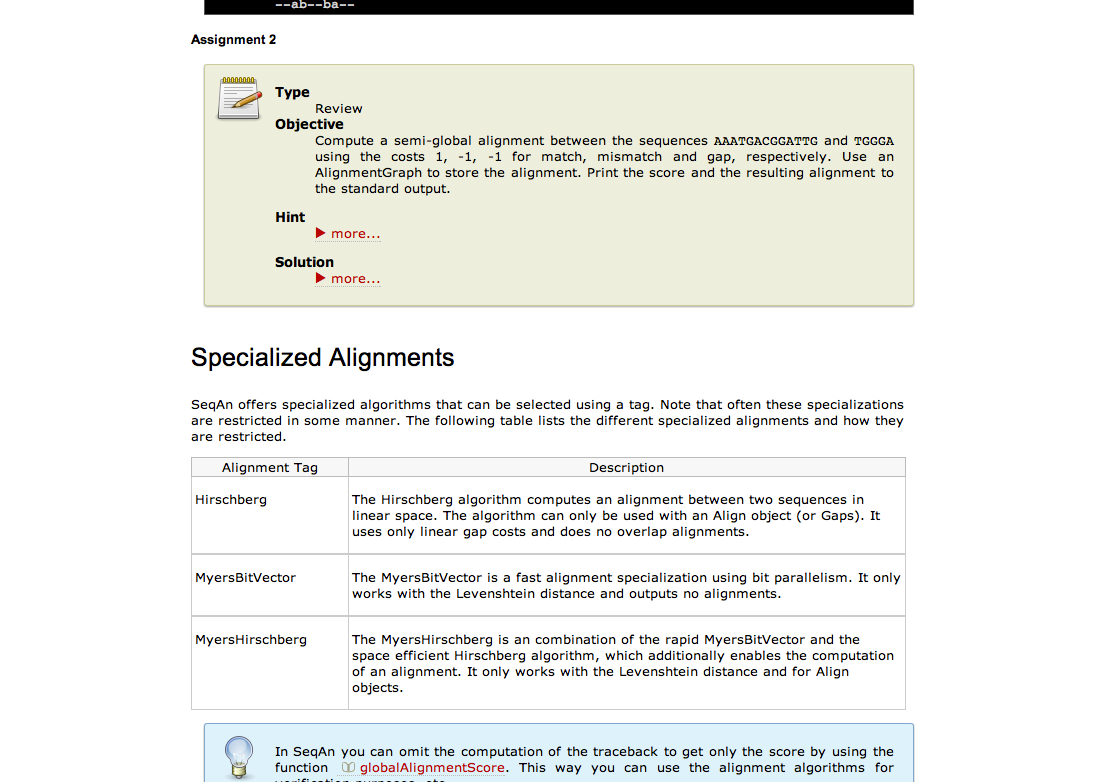 --ab--ba--
Assignment 2
Type
Review
Objective
Compute a semi-global alignment between the sequences AAATGACGGATTG and TGGGA
using the costs 1, -1, -1 for match, mismatch and gap, respectively. Use an
AlignmentGraph to store the alignment. Print the score and the resulting alignment to
the standard output.
Hint
more...
Solution
more...
Specialized Alignments
SeqAn offers specialized algorithms that can be selected using a tag. Note that often these specializations
are restricted in some manner. The following table lists the different specialized alignments and how they
are restricted.
Alignment Tag Description
Hirschberg
The Hirschberg algorithm computes an alignment between two sequences in
linear space. The algorithm can only be used with an Align object (or Gaps). It
uses only linear gap costs and does no overlap alignments.
MyersBitVector
The MyersBitVector is a fast alignment specialization using bit parallelism. It only
works with the Levenshtein distance and outputs no alignments.
MyersHirschberg
The MyersHirschberg is an combination of the rapid MyersBitVector and the
space efficient Hirschberg algorithm, which additionally enables the computation
of an alignment. It only works with the Levenshtein distance and for Align
objects.
In SeqAn you can omit the computation of the traceback to get only the score by using the
function globalAlignmentScore. This way you can use the alignment algorithms for
verification purposes, etc.